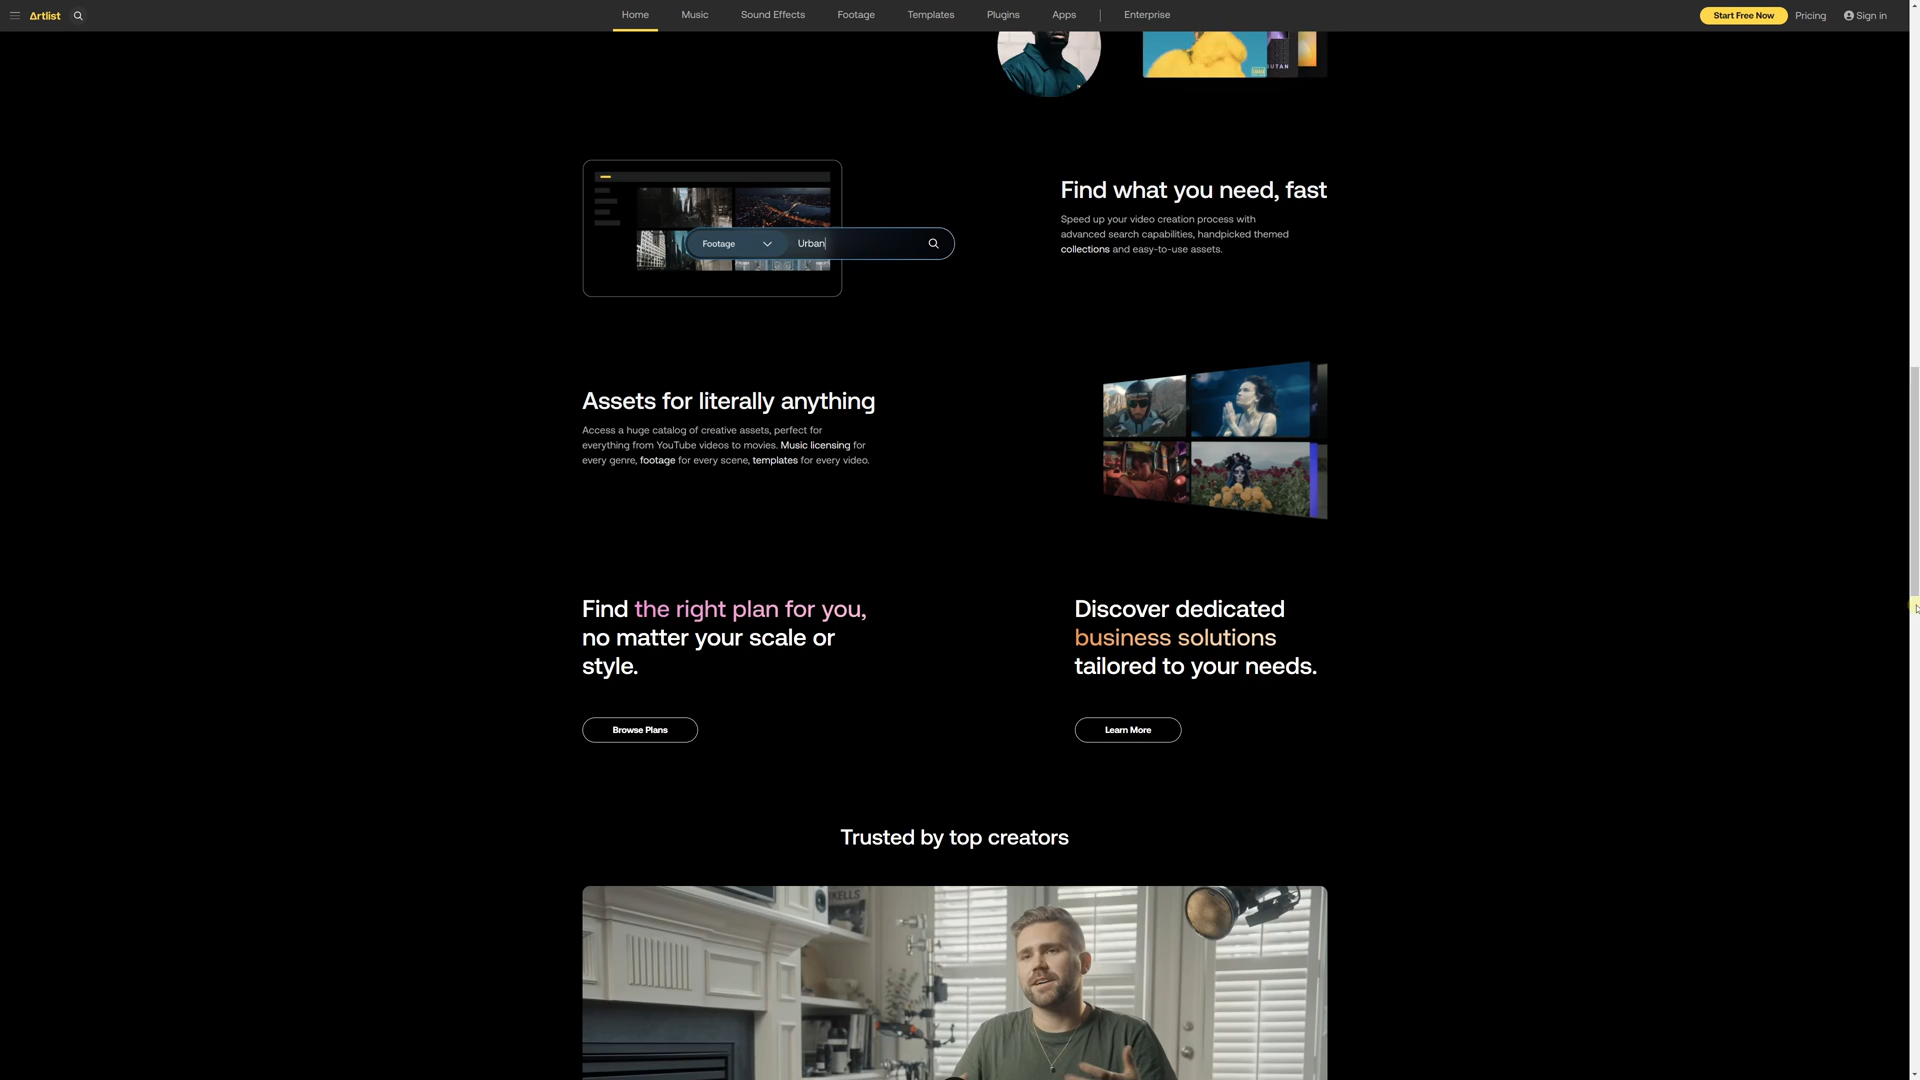 Artlist
Home
Music
Sound Effects
Footage
Templates
Plugins
Apps
Enterprise
Start Free Now
Pricing
Sign in
UTAN
Find what you need, fast
Speed up your video creation process with
advanced search capabilities, handpicked themed
collections and easy-to-use assets.
Footage
Urban
Assets for literally anything
Access a huge catalog of creative assets, perfect for
everything from YouTube videos to movies. Music licensing for
every genre, footage for every scene, templates for every video.
Find the right plan for you,
no matter your scale or
style.
Browse Plans
Discover dedicated
business solutions
tailored to your needs.
Learn More
Trusted by top creators